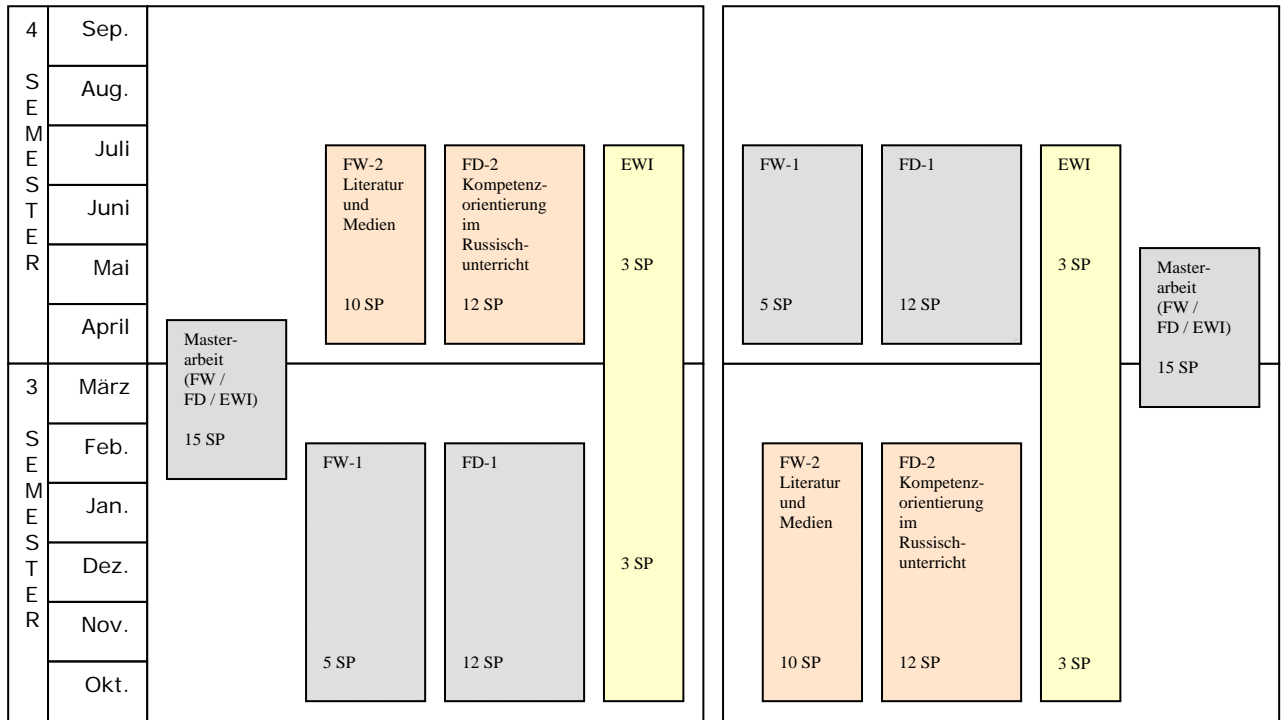 4
SEMESTER
Sep.
Aug.
Juli
Juni
Mai
April
FW-2
Literatur
und
Medien
10 SP
FD-2
Kompetenz-
orientierung
im
Russisch-
unterricht
12 SP
EWI
3 SP
3 SP
Master-
arbeit
(FW /
FD / EWI)
15 SP
FW-1
5 SP
FD-1
12 SP
EWI
3 SP
3 SP
Master-
arbeit
(FW /
FD / EWI)
15 SP
3
SEMESTER
März
Feb.
Jan.
Dez.
Nov.
Okt.
FW-1
5 SP
FD-1
12 SP
FW-2
Literatur
und
Medien
10 SP
FD-2
Kompetenz-
orientierung
im
Russisch-
unterricht
12 SP